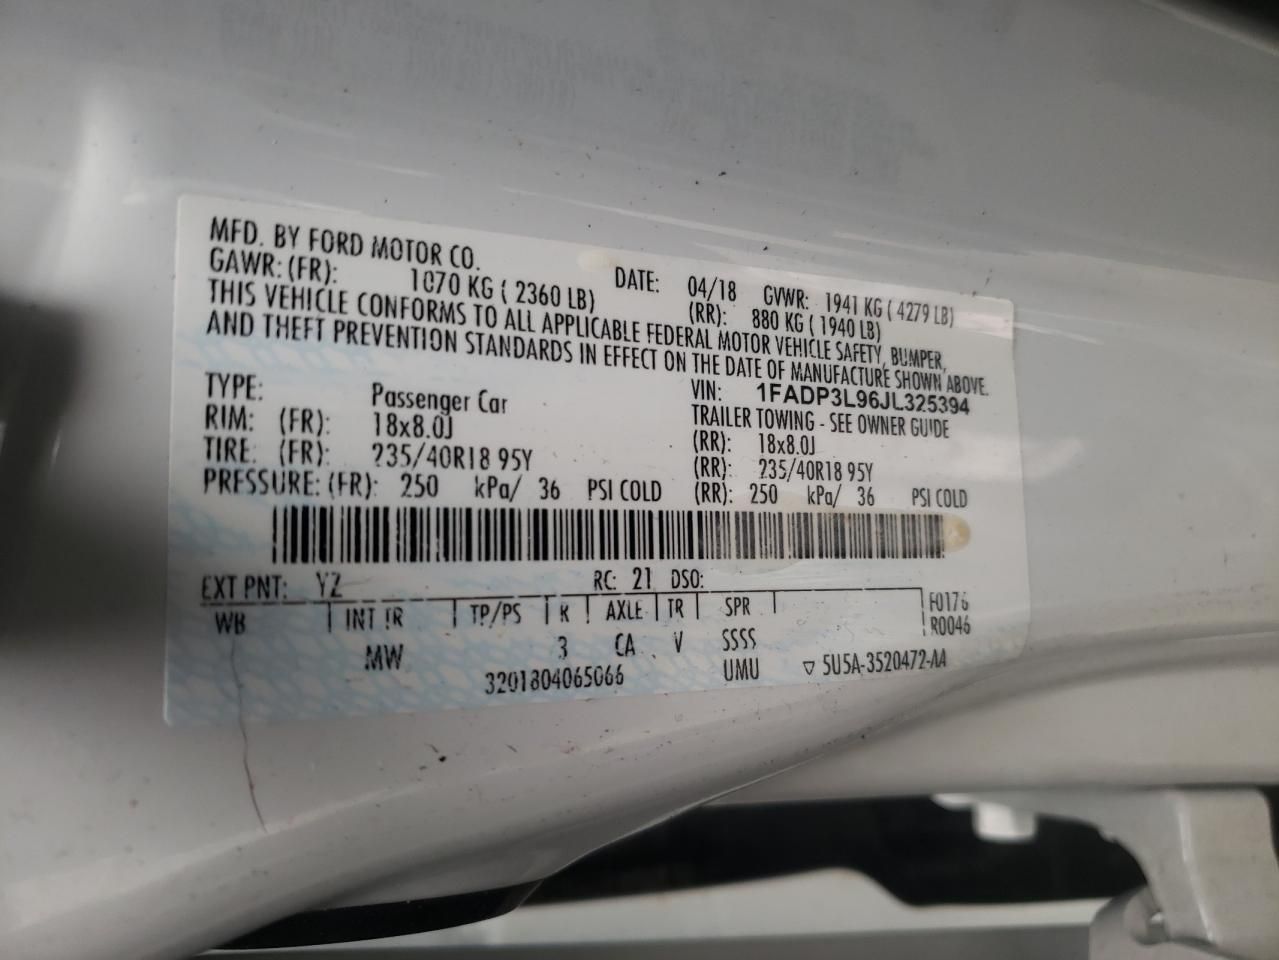 MFD. BY FORD MOTOR CO.
DATE: 04/18 GVWR: 1941 KG ( 4279 LB)
GAWR: (FR): 1070 KG ( 2360 LB) (RR): 880 KG ( 1940 LB)
THIS VEHICLE CONFORMS TO ALL APPLICABLE FEDERAL MOTOR VEHICLE SAFETY, BUMPER,
AND THEFT PREVENTION STANDARDS IN EFFECT ON THE DATE OF MANUFACTURE SHOWN ABOVE.
VIN: 1FADP3L96JL325394
TYPE: Passenger Car TRAILER TOWING - SEE OWNER GUIDE
RIM: (FR): 18x8.0J (RR): 18x8.0J
TIRE: (FR): 235/40R18 95Y (RR): 235/40R18 95Y
PRESSURE: (FR): 250 kPa/ 36 PSI COLD (RR): 250 kPa/ 36 PSI COLD
EXT PNT: YZ RC: 21 DSO:
WB INT TR TP/PS R AXLE TR SPR F0176
R0046
MW 3 CA V SSSS
3201804065066 UMU ▽ 5U5A-3520472-AA